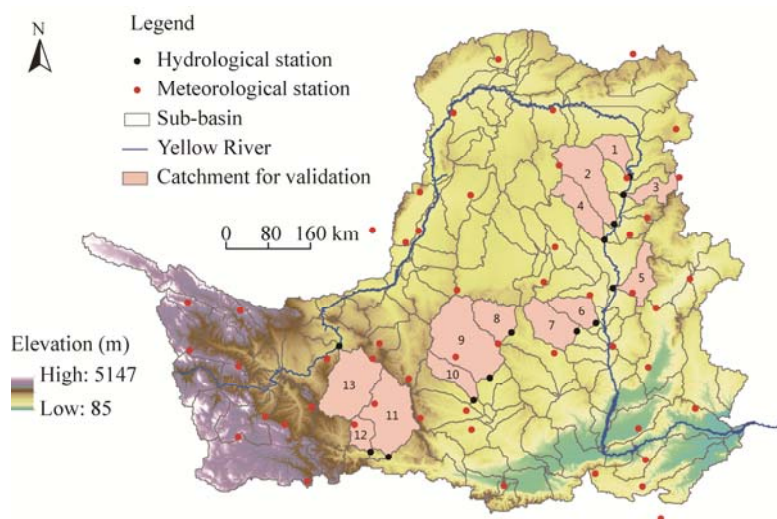 N
Legend
Hydrological station
Meteorological station
Sub-basin
Yellow River
Catchment for validation
0 80 160 km
Elevation (m)
High: 5147
Low: 85
1
2
3
4
5
6
7
8
9
10
11
12
13